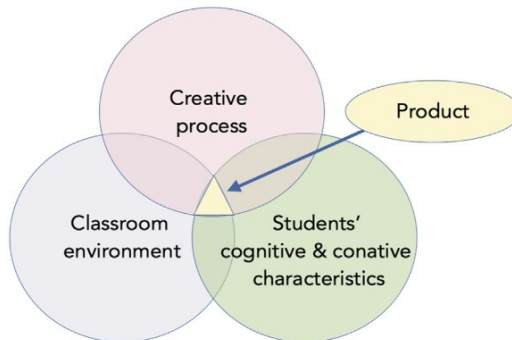 Creative
process
Product
Classroom
environment
Students’
cognitive & conative
characteristics